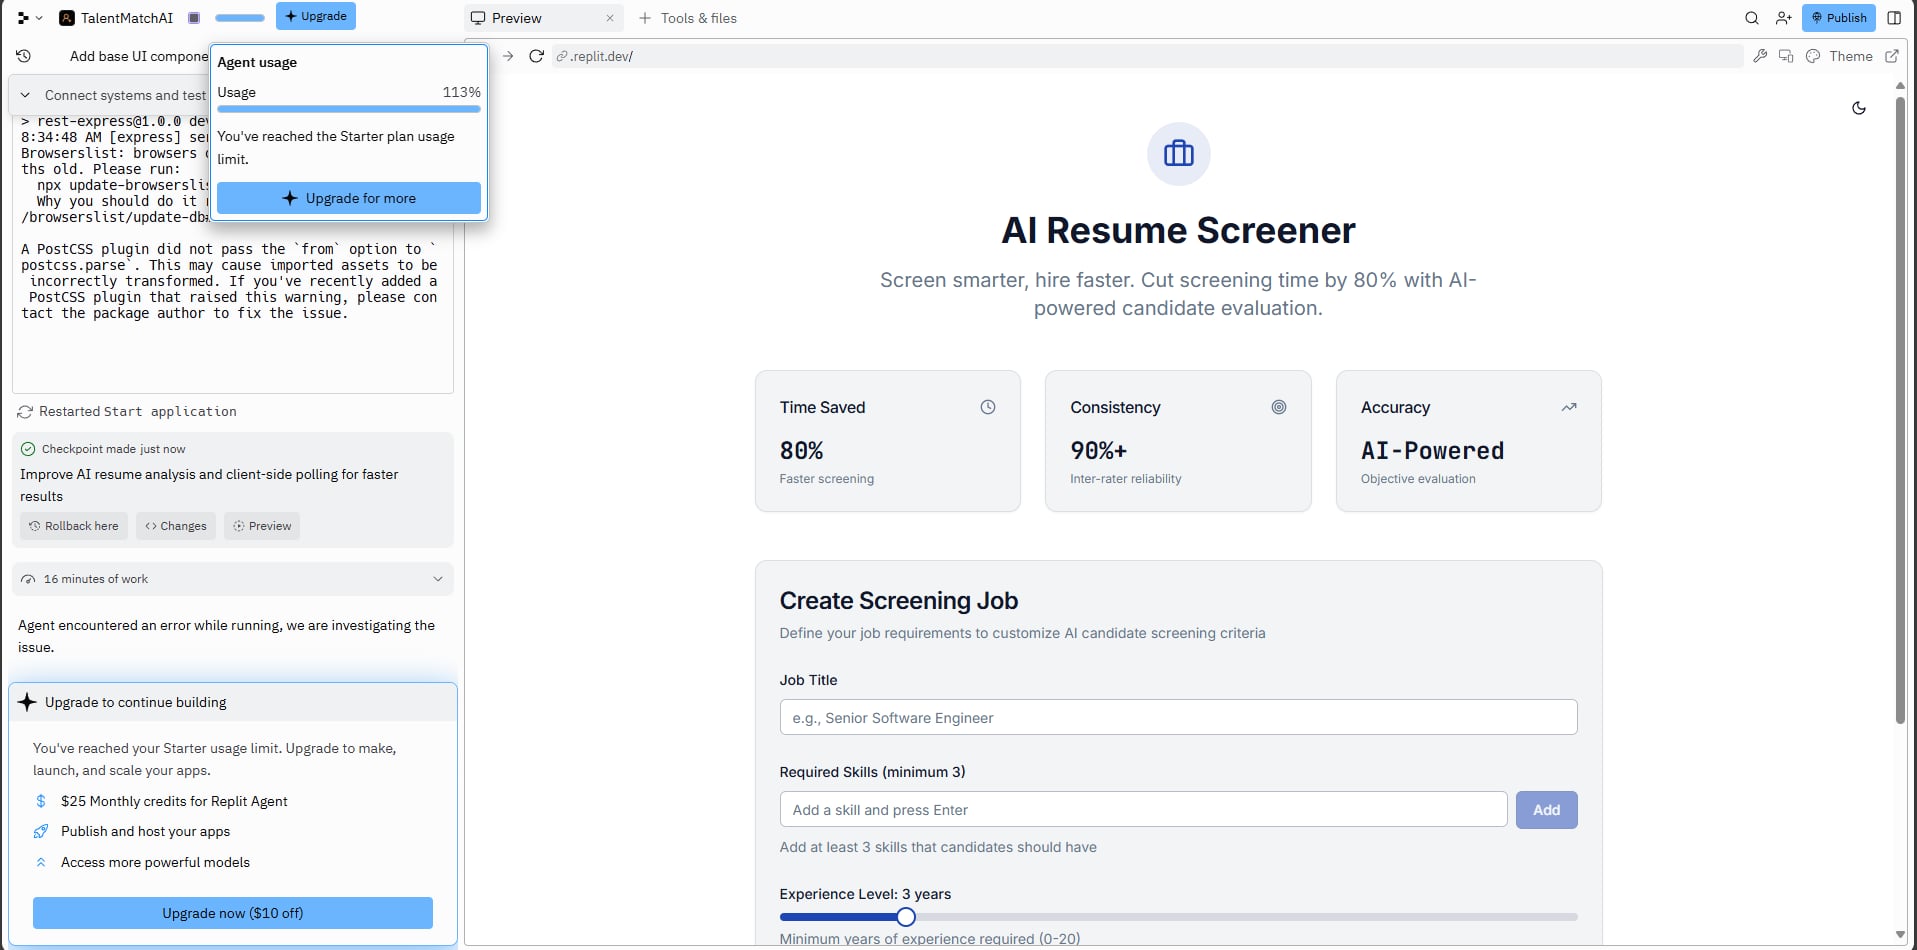 TalentMatchAI
Upgrade
Preview
Tools & files
Publish
Add base UI compone
.replit.dev/
Theme
Agent usage
Usage 113%
You've reached the Starter plan usage
limit.
Upgrade for more
Connect systems and test
> rest-express@1.0.0 dev
8:34:48 AM [express] se
Browserslist: browsers
ths old. Please run:
npx update-browserslis
Why you should do it
/browserslist/update-db#
A PostCSS plugin did not pass the `from` option to `
postcss.parse`. This may cause imported assets to be
incorrectly transformed. If you've recently added a
PostCSS plugin that raised this warning, please con
tact the package author to fix the issue.
Restarted Start application
Checkpoint made just now
Improve AI resume analysis and client-side polling for faster
results
Rollback here
Changes
Preview
16 minutes of work
Agent encountered an error while running, we are investigating the
issue.
Upgrade to continue building
You've reached your Starter usage limit. Upgrade to make,
launch, and scale your apps.
$25 Monthly credits for Replit Agent
Publish and host your apps
Access more powerful models
Upgrade now ($10 off)
AI Resume Screener
Screen smarter, hire faster. Cut screening time by 80% with AI-
powered candidate evaluation.
Time Saved
80%
Faster screening
Consistency
90%+
Inter-rater reliability
Accuracy
AI-Powered
Objective evaluation
Create Screening Job
Define your job requirements to customize AI candidate screening criteria
Job Title
e.g., Senior Software Engineer
Required Skills (minimum 3)
Add a skill and press Enter
Add
Add at least 3 skills that candidates should have
Experience Level: 3 years
Minimum years of experience required (0-20)